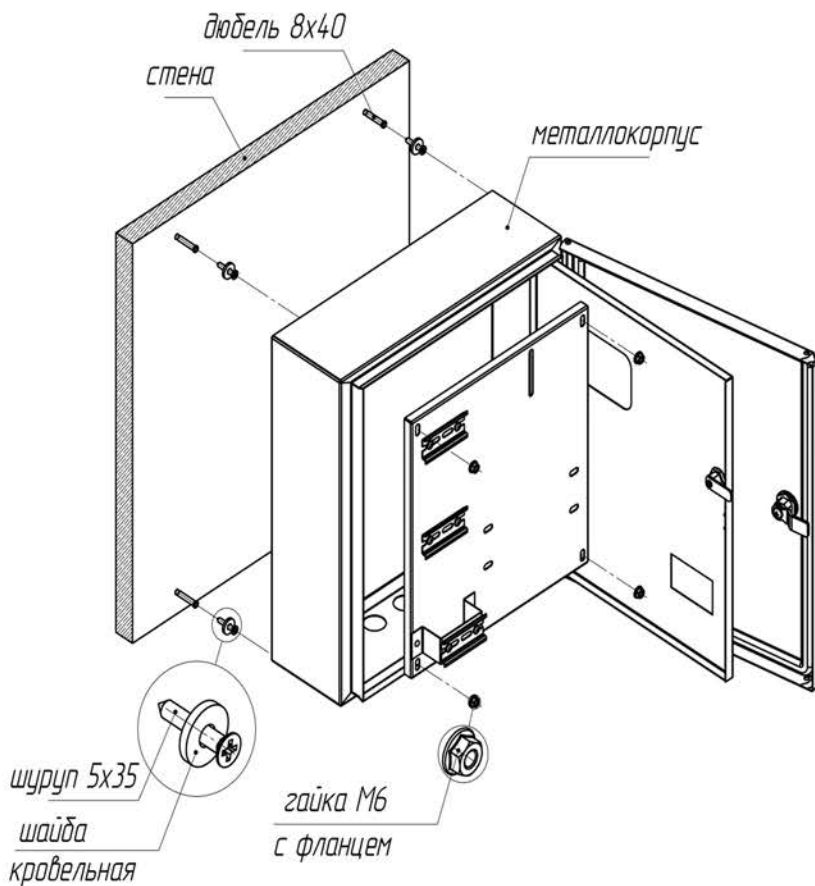 дюбель 8х40
стена
металлокорпус
шуруп 5х35
шайба
кровельная
гайка М6
с фланцем